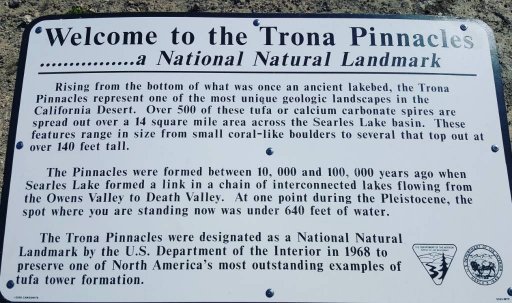 Welcome to the Trona Pinnacles
................a National Natural Landmark
Rising from the bottom of what was once an ancient lakebed, the Trona
Pinnacles represent one of the most unique geologic landscapes in the
California Desert. Over 500 of these tufa or calcium carbonate spires are
spread out over a 14 square mile area across the Searles Lake basin. These
features range in size from small coral-like boulders to several that top out at
over 140 feet tall.
The Pinnacles were formed between 10, 000 and 100, 000 years ago when
Searles Lake formed a link in a chain of interconnected lakes flowing from
the Owens Valley to Death Valley. At one point during the Pleistocene, the
spot where you are standing now was under 640 feet of water.
The Trona Pinnacles were designated as a National Natural
Landmark by the U.S. Department of the Interior in 1968 to
preserve one of North America's most outstanding examples of
tufa tower formation.